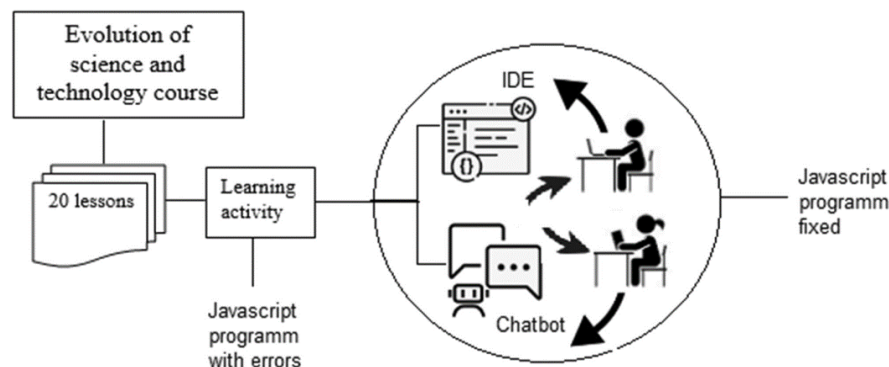 Evolution of
science and
technology course
20 lessons
Learning
activity
Javascript
programm
with errors
IDE
</>
{}
Chatbot
Javascript
programm
fixed